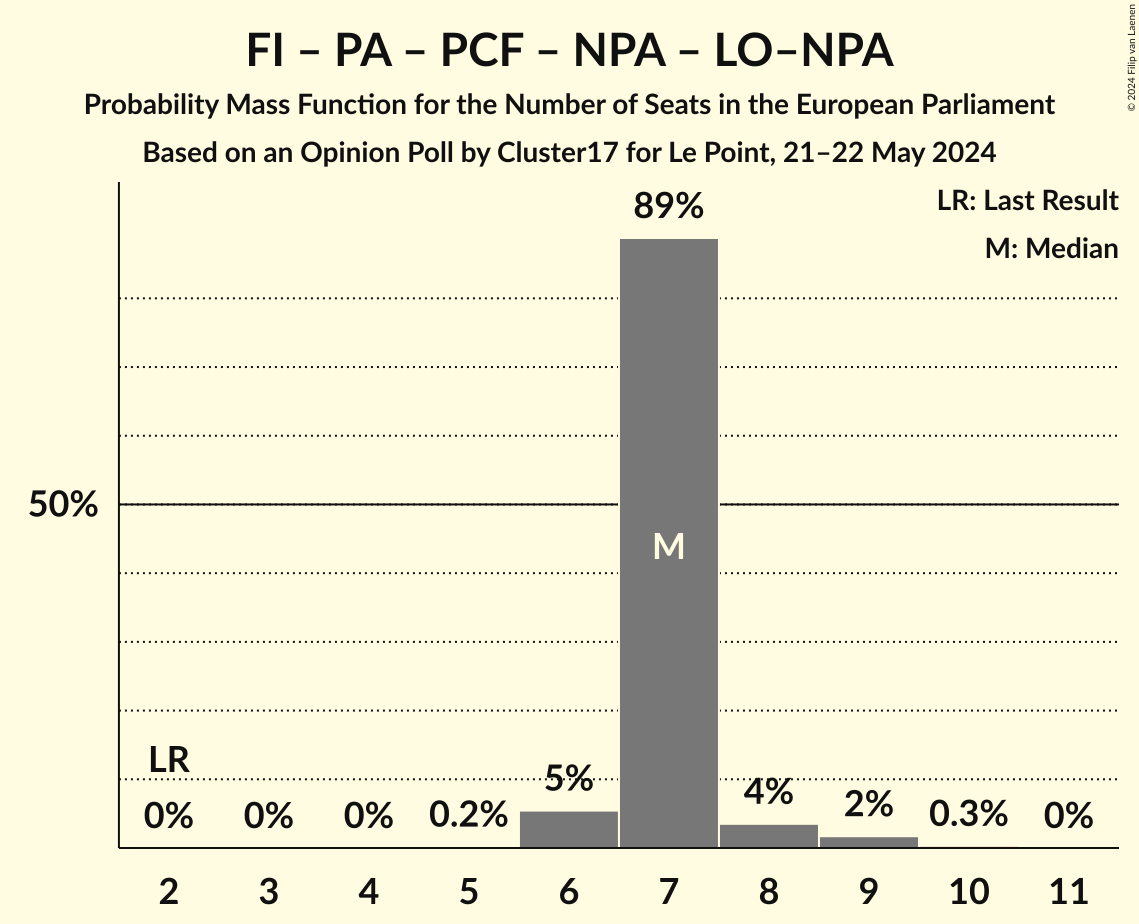 FI – PA – PCF – NPA – LO–NPA
Probability Mass Function for the Number of Seats in the European Parliament
Based on an Opinion Poll by Cluster17 for Le Point, 21–22 May 2024
© 2024 Filip van Laenen
LR: Last Result
M: Median
89%
50%
M
LR
0% 0% 0% 0.2% 5% 4% 2% 0.3% 0%
2 3 4 5 6 7 8 9 10 11